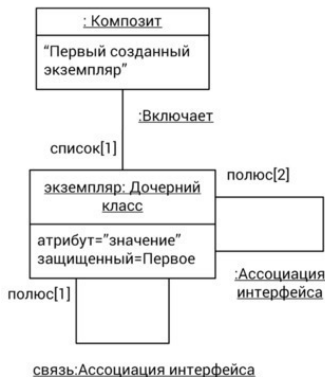 : Композит
“Первый созданный
экземпляр”
:Включает
список[1]
полюс[2]
экземпляр: Дочерний
класс
атрибут=”значение”
защищенный=Первое
:Ассоциация
интерфейса
полюс[1]
связь:Ассоциация интерфейса